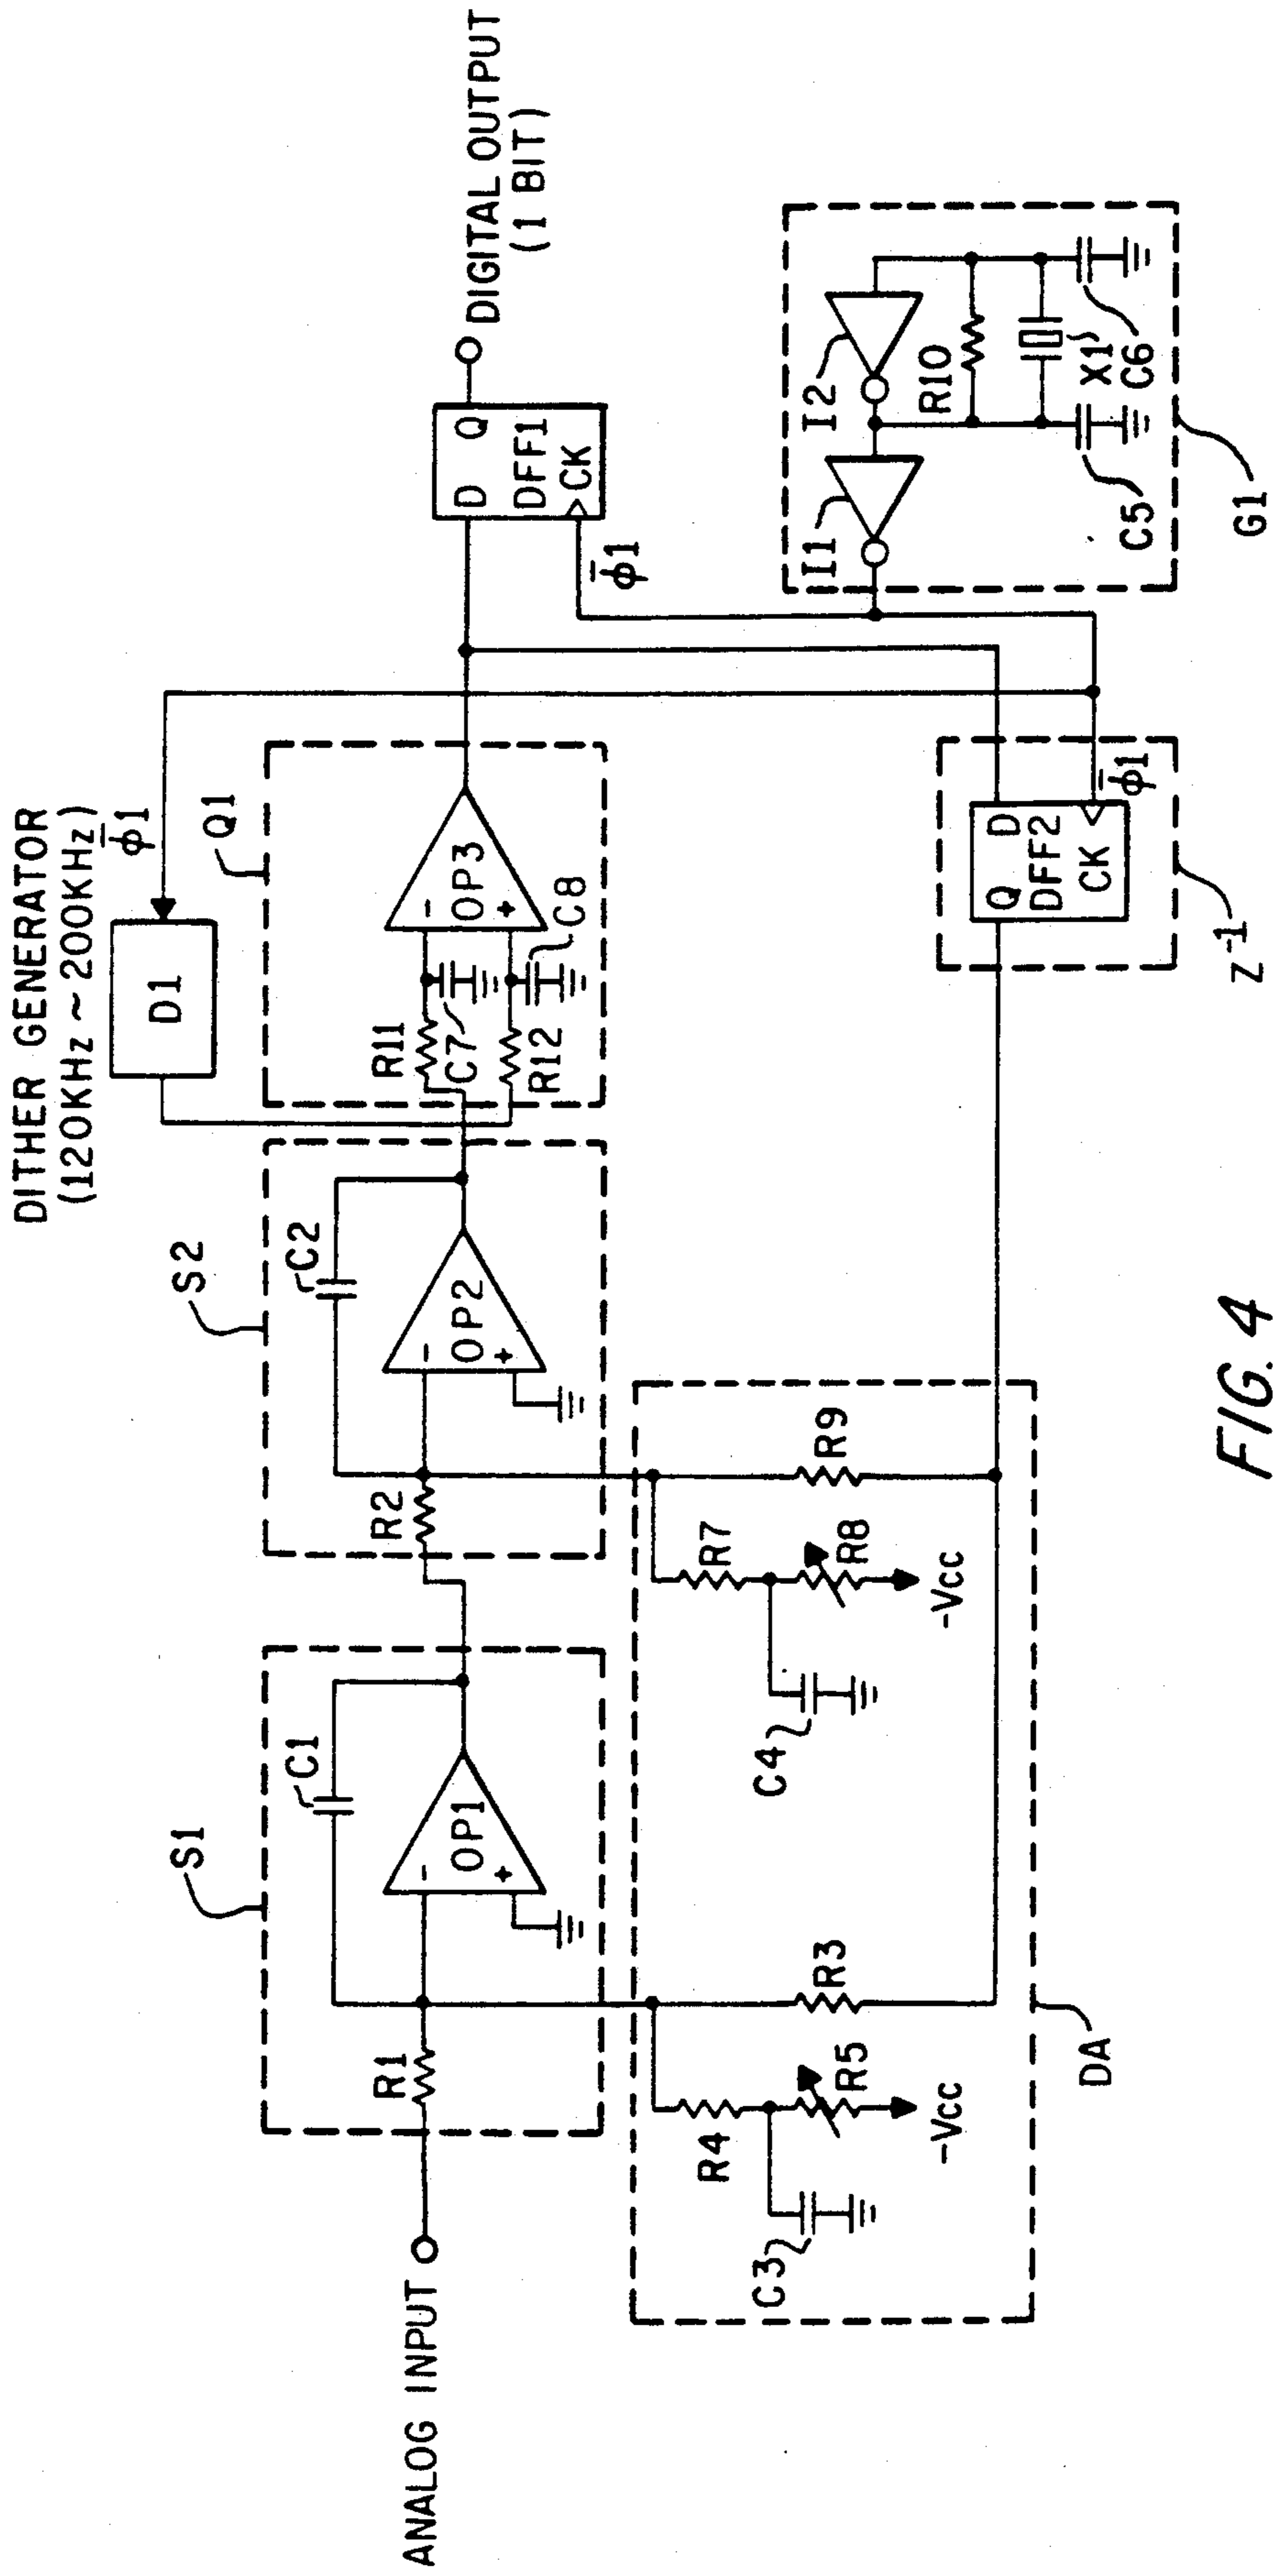 DITHER GENERATOR
(120KHz ~ 200KHz)
φ̄1
D1
S1
S2
Q1
C1
C2
R11
C7
R12
C8
ANALOG INPUT
R1
OP1
-
+
R2
OP2
-
+
OP3
-
+
D Q
DFF1
CK
φ̄1
DIGITAL OUTPUT
(1 BIT)
R4
R5
C3
-Vcc
R3
R7
R8
C4
-Vcc
R9
DA
Q D
DFF2
CK
φ̄1
Z-1
I1
I2
R10
X1
C5
C6
G1
FIG. 4